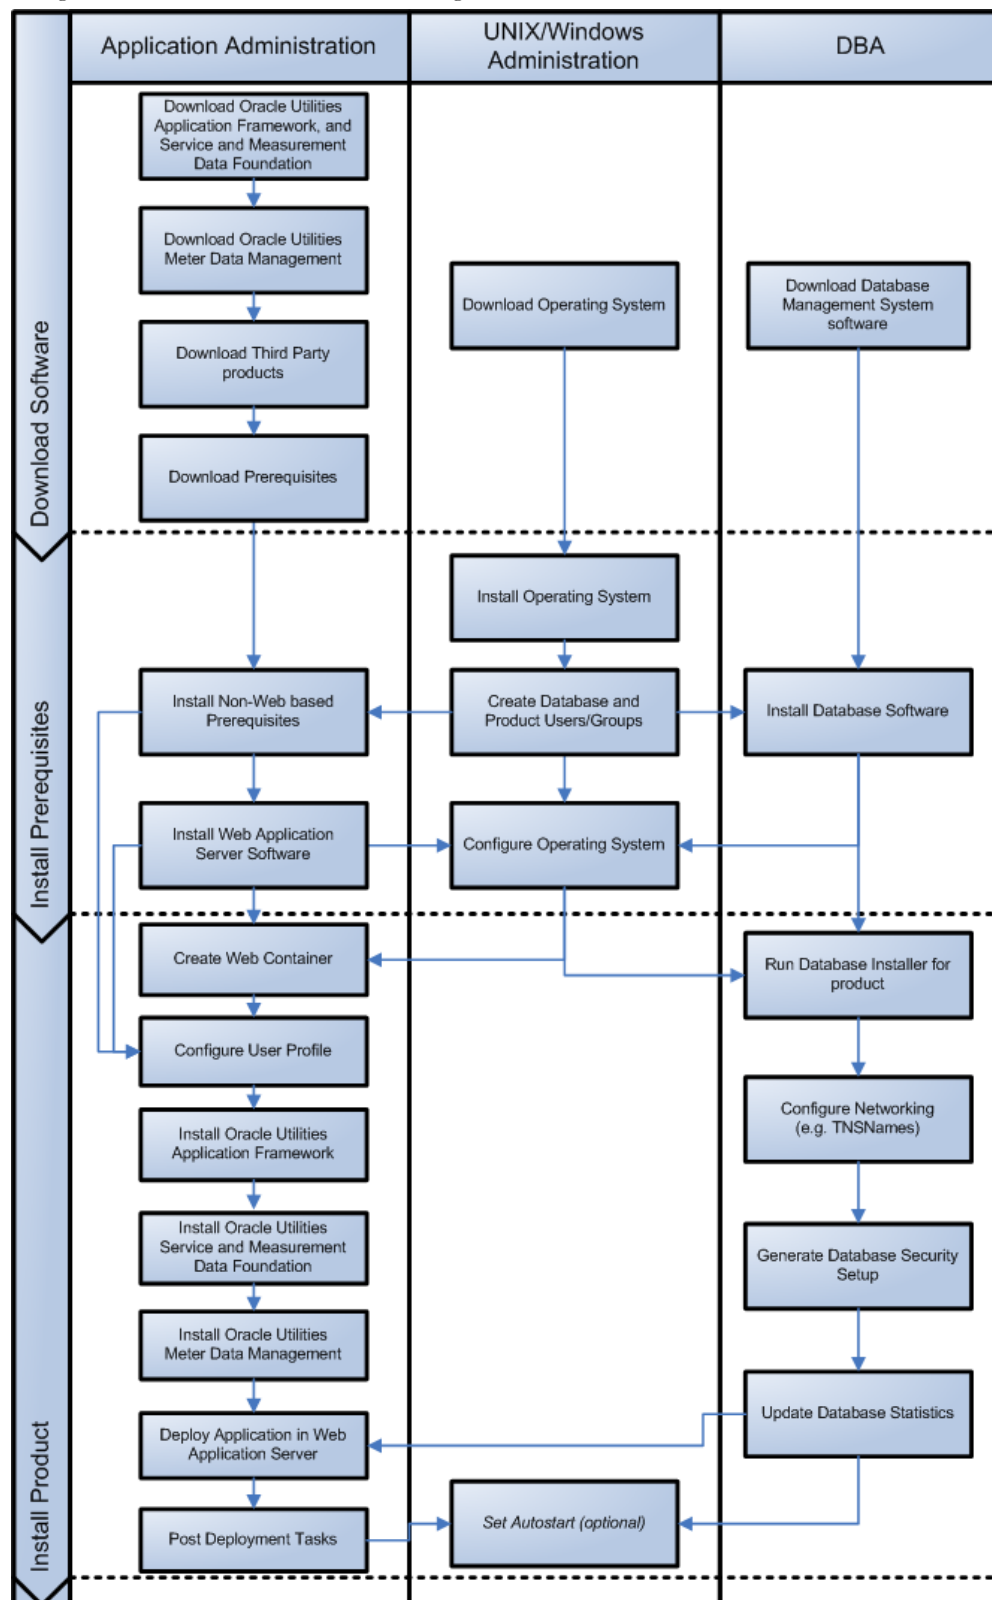 Application Administration
UNIX/Windows
Administration
DBA
Download Software
Download Oracle Utilities
Application Framework, and
Service and Measurement
Data Foundation
Download Oracle Utilities
Meter Data Management
Download Third Party
products
Download Prerequisites
Download Operating System
Download Database
Management System
software
Install Prerequisites
Install Operating System
Install Non-Web based
Prerequisites
Create Database and
Product Users/Groups
Install Database Software
Install Web Application
Server Software
Configure Operating System
Install Product
Create Web Container
Run Database Installer for
product
Configure User Profile
Configure Networking
(e.g. TNSNames)
Install Oracle Utilities
Application Framework
Install Oracle Utilities
Service and Measurement
Data Foundation
Generate Database Security
Setup
Install Oracle Utilities
Meter Data Management
Update Database Statistics
Deploy Application in Web
Application Server
Post Deployment Tasks
Set Autostart (optional)